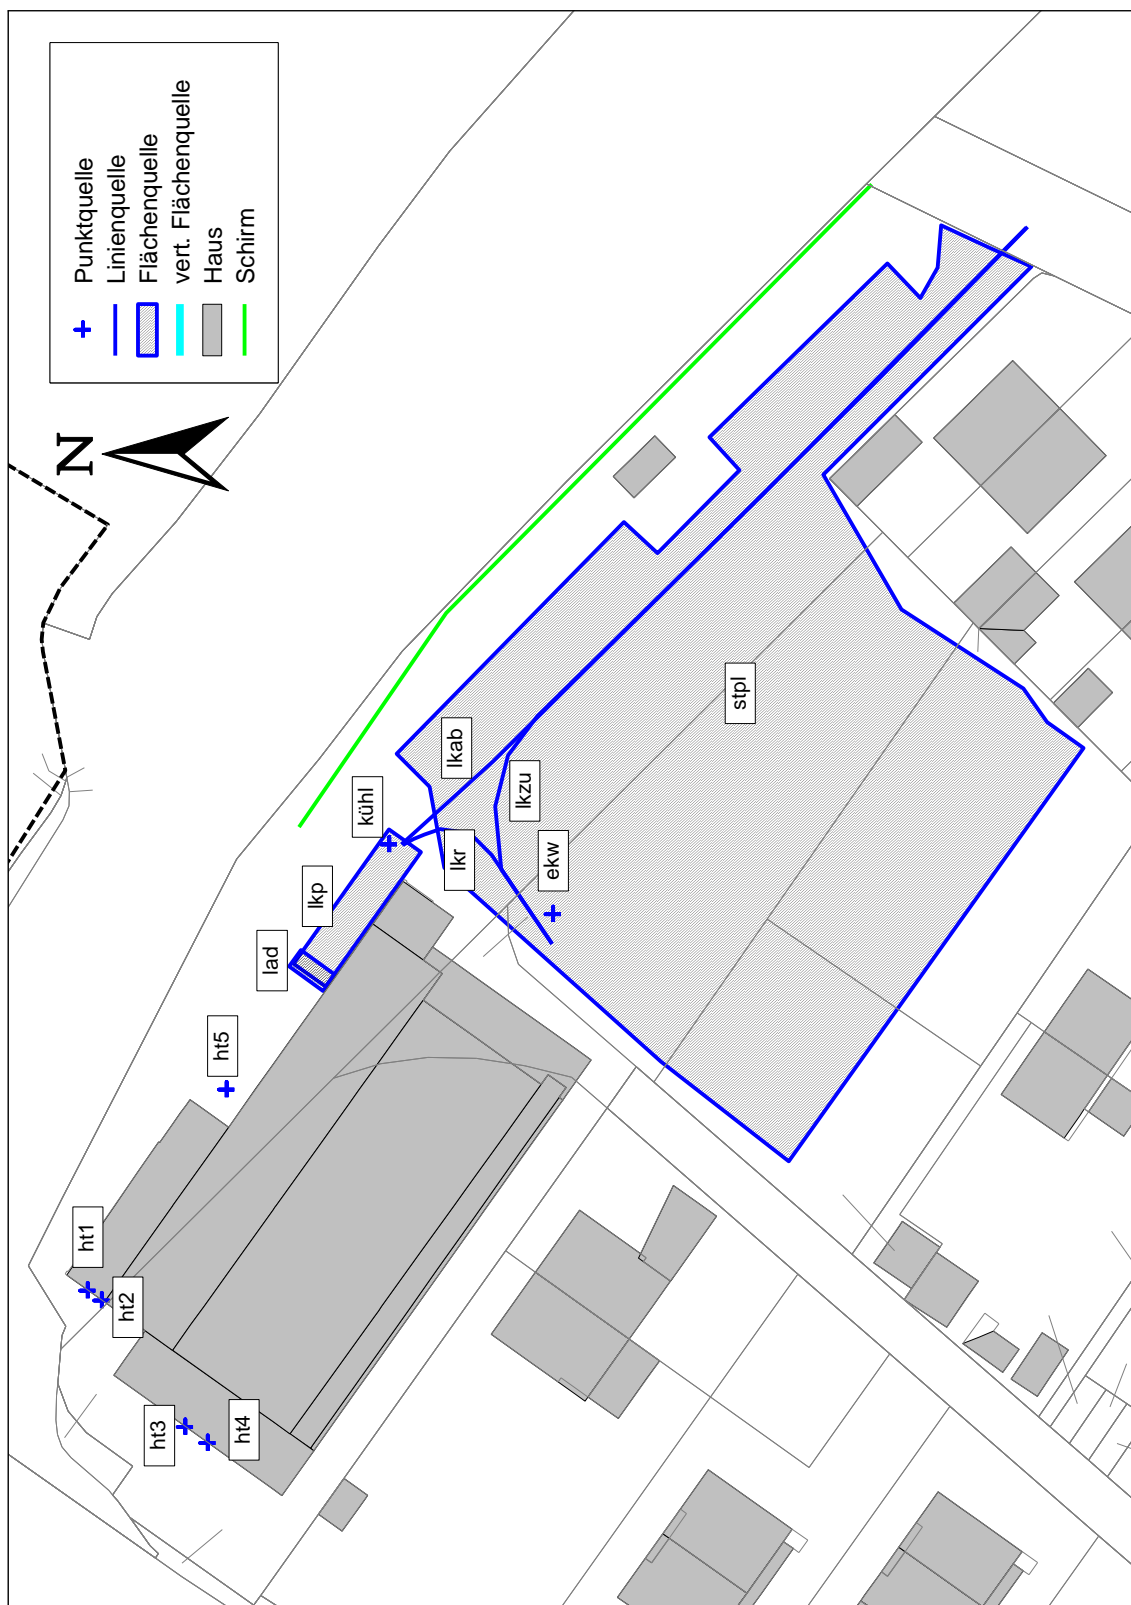 Punktquelle
Linienquelle
Flächenquelle
vert. Flächenquelle
Haus
Schirm
N
stpl
lkab
lkzu
kühl
lkr
ekw
lkp
lad
ht5
ht1
ht2
ht3
ht4